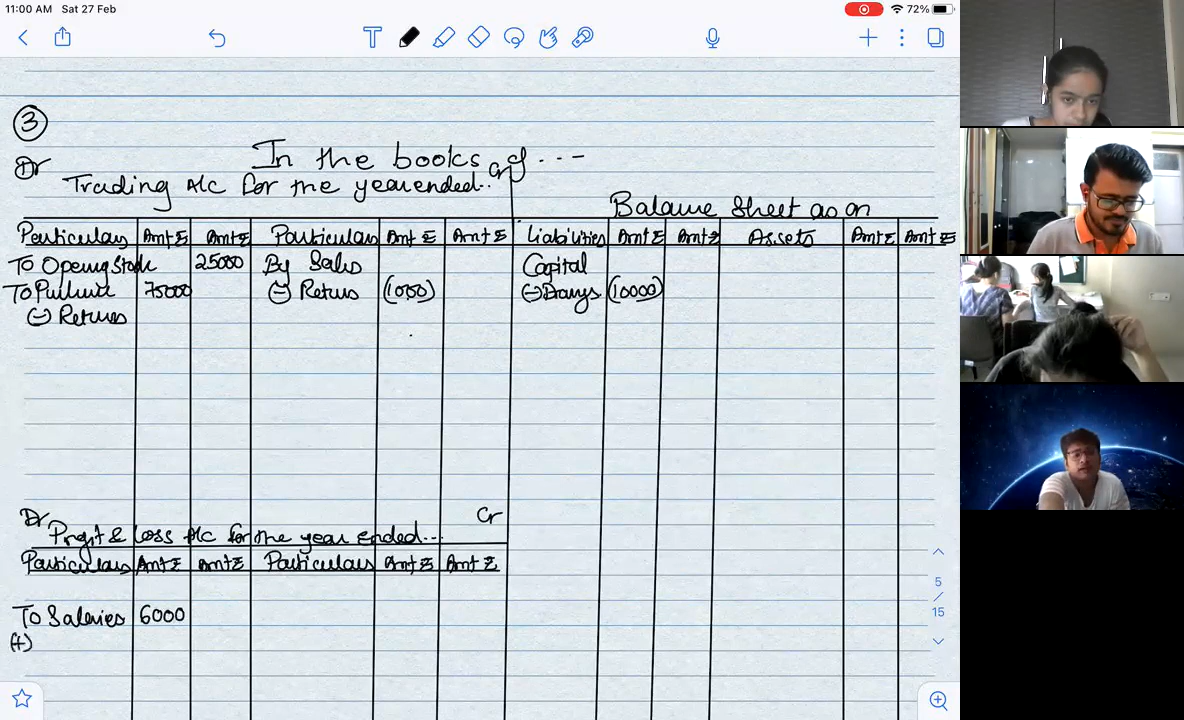 11:00 AM Sat 27 Feb
72%
T
③
In the books of ...
Dr
Cr
Trading A/c for the year ended..
Balance Sheet as on
Particulars Amt ₹ Amt ₹ Particulars Amt ₹ Amt ₹ Liabilities Amt ₹ Amt ₹ Assets Amt ₹ Amt ₹
To Opening Stock 25000 By Sales Capital
To Purchase 75000 (-) Returns (1000) (-) Drawings (10000)
(-) Returns
Dr
Cr
Profit & Loss A/c for the year ended...
Particulars Amt ₹ Amt ₹ Particulars Amt ₹ Amt ₹
To Salaries 6000
(+)
5
/
15